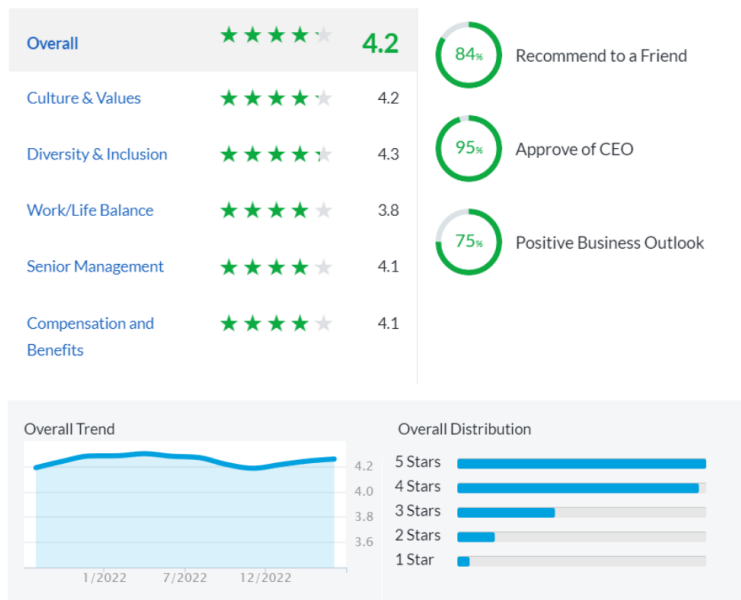 Overall 4.2
Culture & Values 4.2
Diversity & Inclusion 4.3
Work/Life Balance 3.8
Senior Management 4.1
Compensation and 4.1
Benefits
84% Recommend to a Friend
95% Approve of CEO
75% Positive Business Outlook
Overall Trend
4.2
4.0
3.8
3.6
1/2022 7/2022 12/2022
Overall Distribution
5 Stars
4 Stars
3 Stars
2 Stars
1 Star